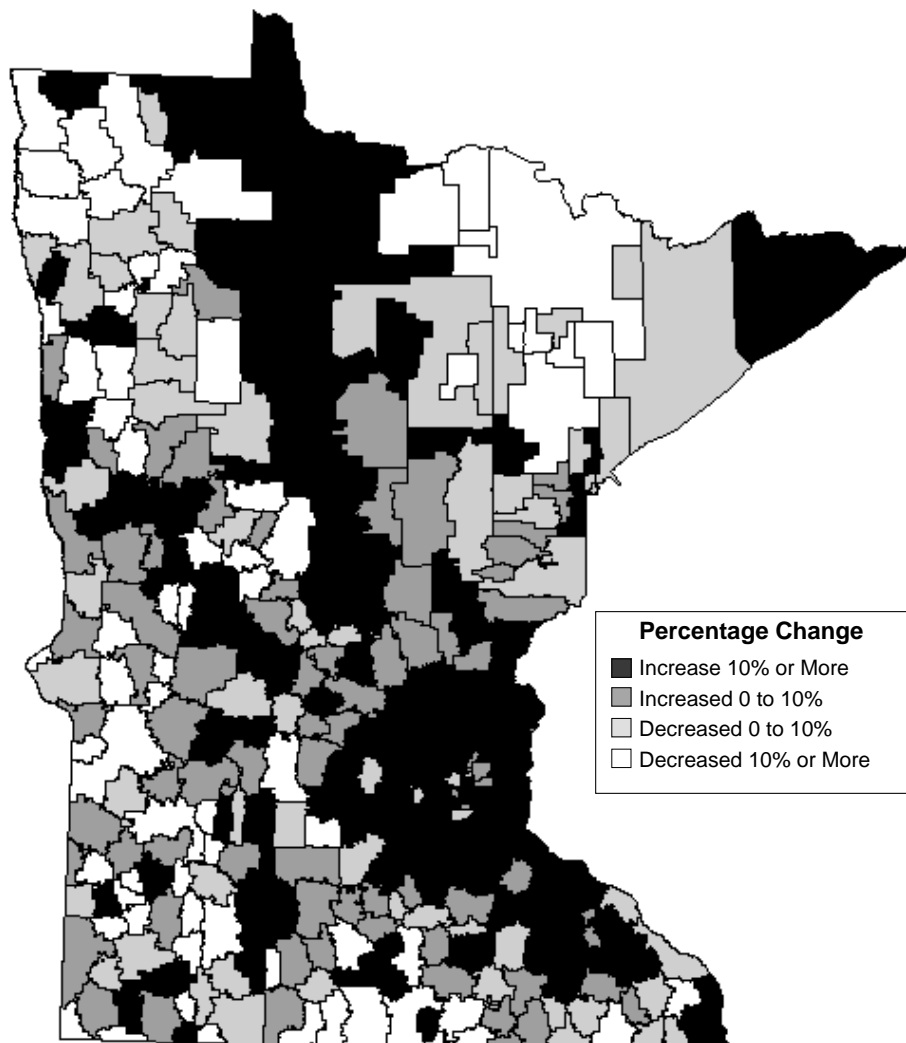 Percentage Change
Increase 10% or More
Increased 0 to 10%
Decreased 0 to 10%
Decreased 10% or More